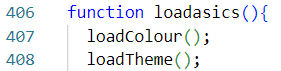 406 function loadasics(){
407 loadColour();
408 loadTheme();